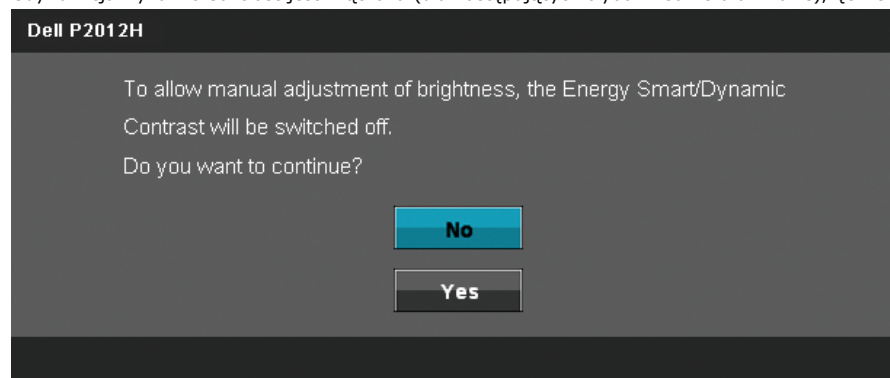 Dell P2012H
To allow manual adjustment of brightness, the Energy Smart/Dynamic
Contrast will be switched off.
Do you want to continue?
No
Yes